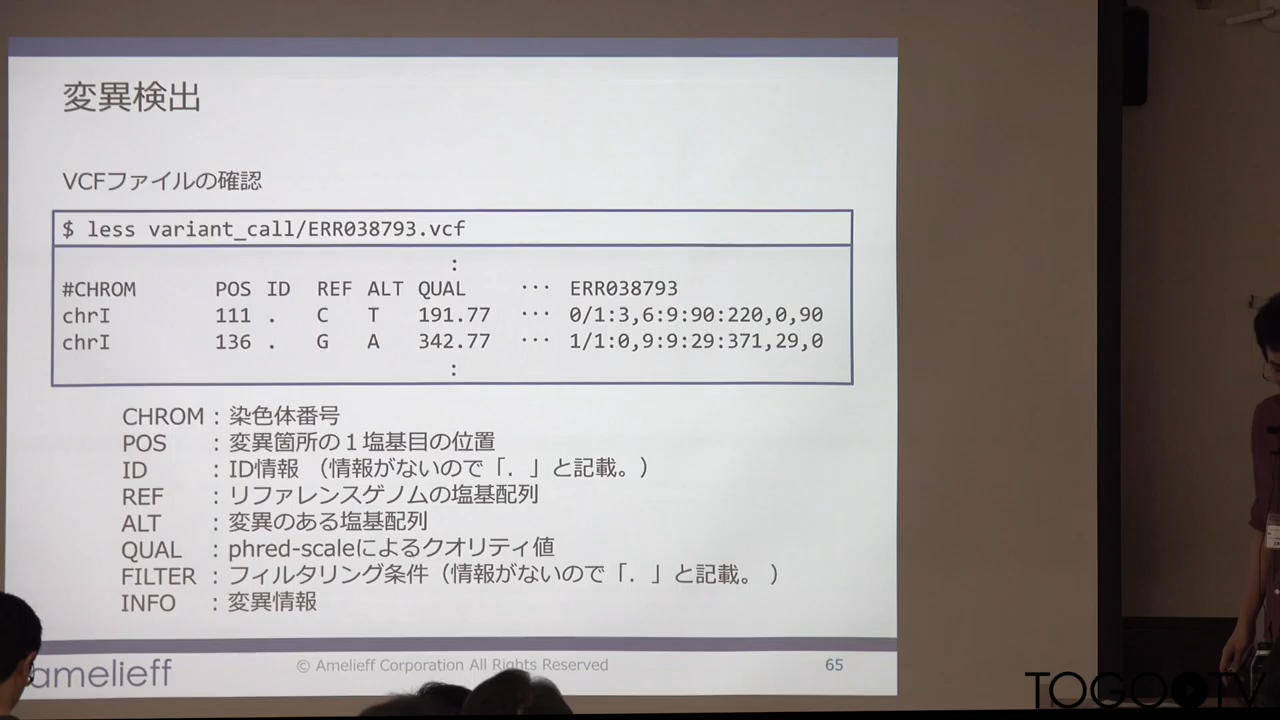 変異検出
VCFファイルの確認
$ less variant_call/ERR038793.vcf
:
#CHROM POS ID REF ALT QUAL ··· ERR038793
chrI 111 . C T 191.77 ··· 0/1:3,6:9:90:220,0,90
chrI 136 . G A 342.77 ··· 1/1:0,9:9:29:371,29,0
:
CHROM：染色体番号
POS ：変異箇所の１塩基目の位置
ID ：ID情報 （情報がないので「．」と記載。）
REF ：リファレンスゲノムの塩基配列
ALT ：変異のある塩基配列
QUAL ：phred-scaleによるクオリティ値
FILTER ：フィルタリング条件（情報がないので「．」と記載。 ）
INFO ：変異情報
amelieff © Amelieff Corporation All Rights Reserved 65
TOGOTV